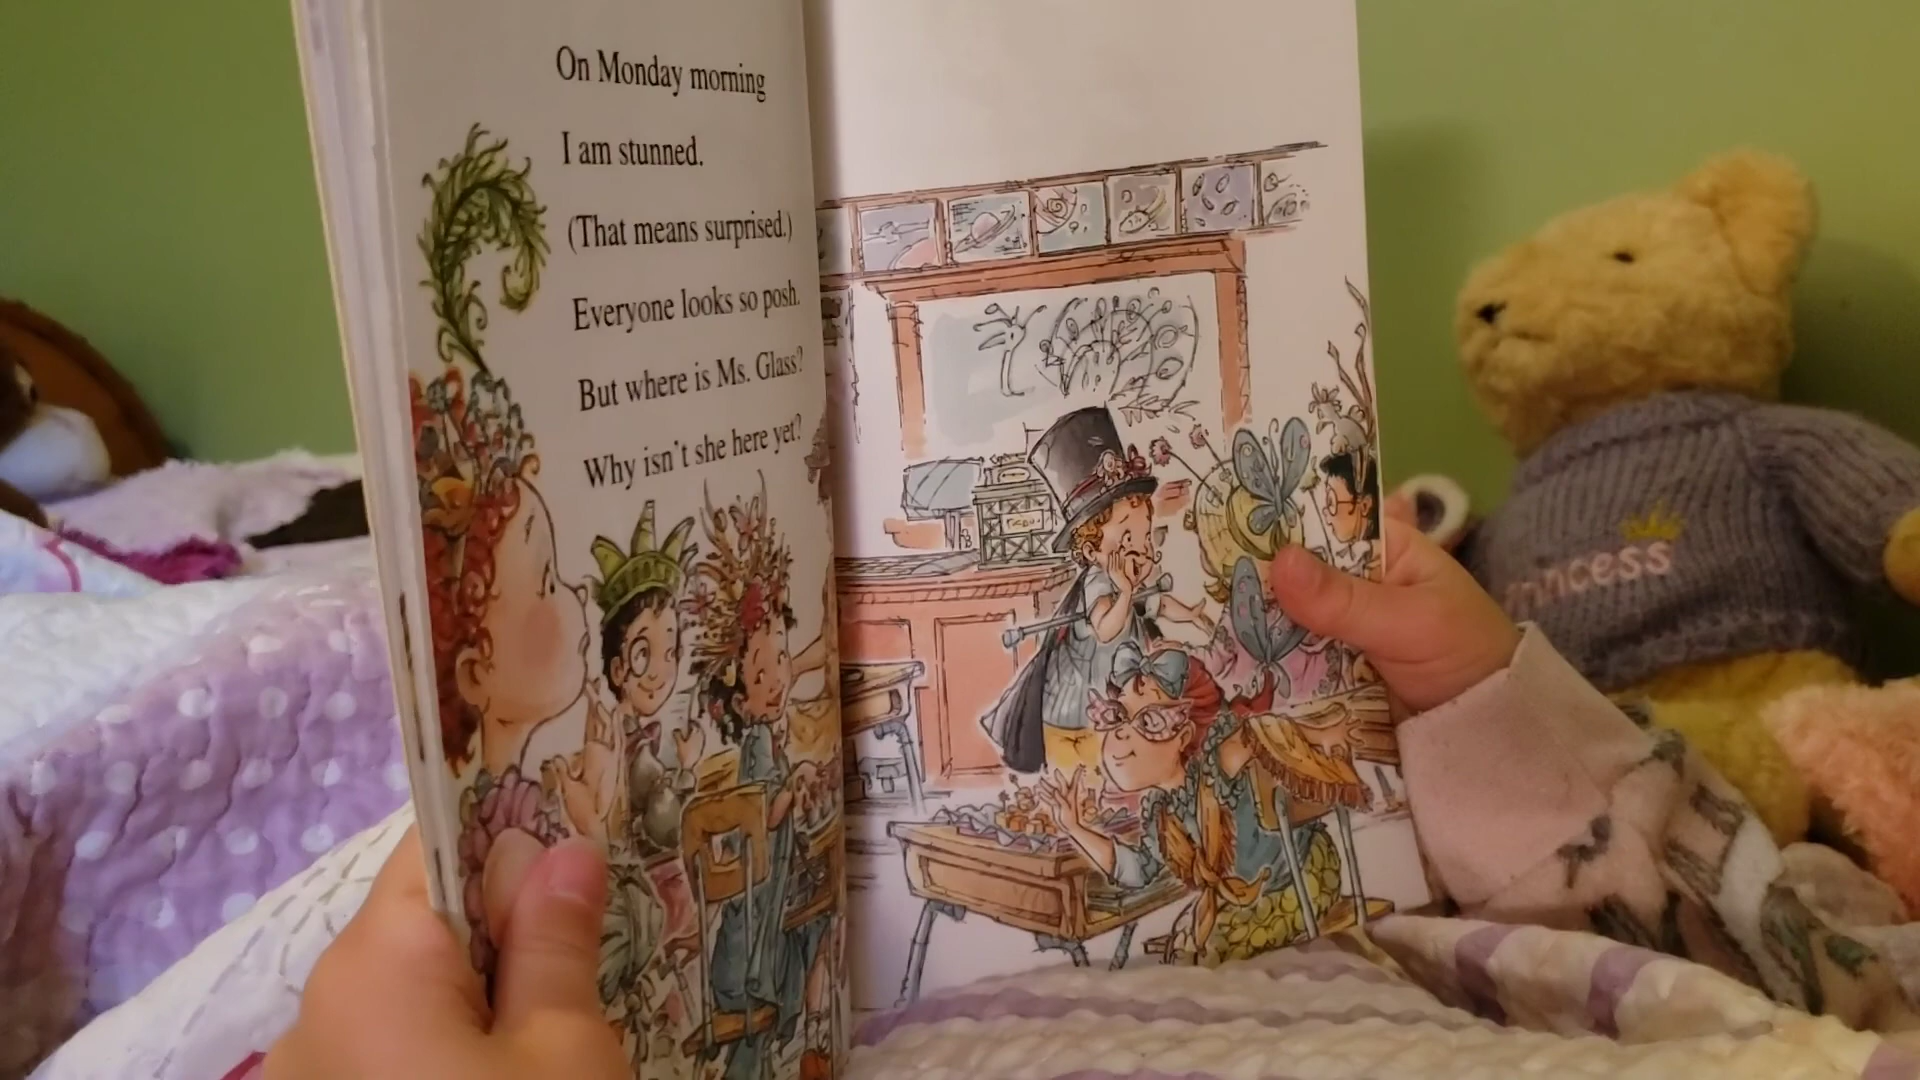 On Monday morning
I am stunned.
(That means surprised.)
Everyone looks so posh.
But where is Ms. Glass?
Why isn't she here yet?
princess